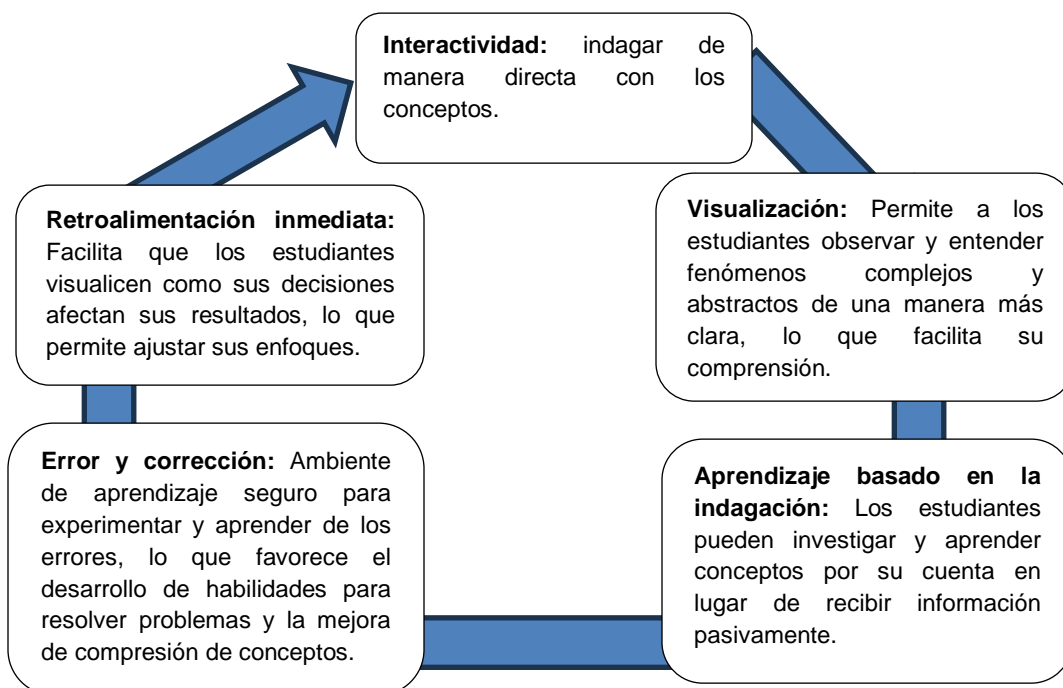 Interactividad: indagar de
manera directa con los
conceptos.
Visualización: Permite a los
estudiantes observar y entender
fenómenos complejos y
abstractos de una manera más
clara, lo que facilita su
comprensión.
Aprendizaje basado en la
indagación: Los estudiantes
pueden investigar y aprender
conceptos por su cuenta en
lugar de recibir información
pasivamente.
Error y corrección: Ambiente
de aprendizaje seguro para
experimentar y aprender de los
errores, lo que favorece el
desarrollo de habilidades para
resolver problemas y la mejora
de compresión de conceptos.
Retroalimentación inmediata:
Facilita que los estudiantes
visualicen como sus decisiones
afectan sus resultados, lo que
permite ajustar sus enfoques.